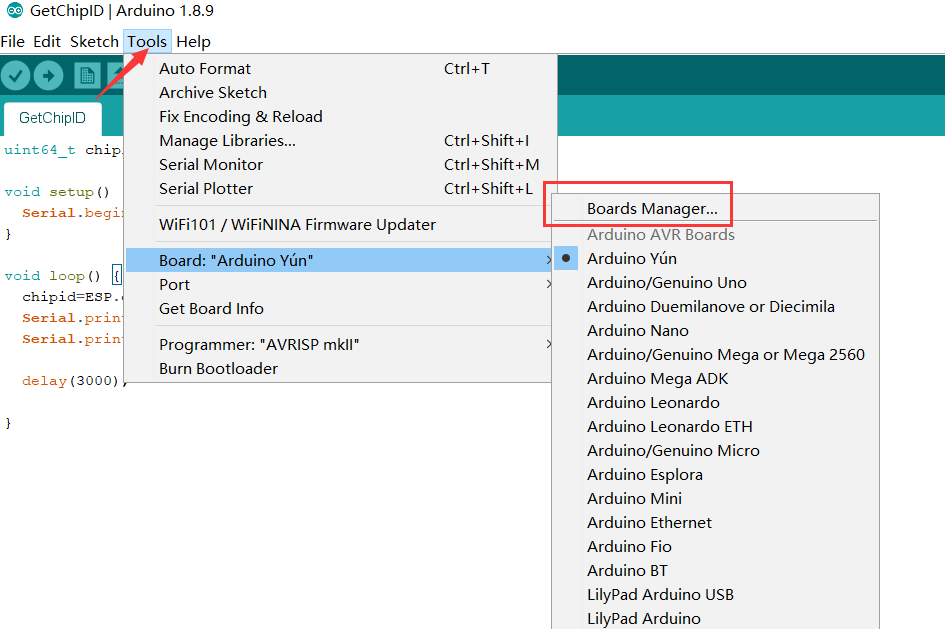 GetChipID | Arduino 1.8.9
File Edit Sketch Tools Help
GetChipID
uint64_t
void setup()
Serial.begin
}
void loop() {
chipid=ESP.
Serial.prin
Serial.prin
delay(3000);
}
Auto Format Ctrl+T
Archive Sketch
Fix Encoding & Reload
Manage Libraries... Ctrl+Shift+I
Serial Monitor Ctrl+Shift+M
Serial Plotter Ctrl+Shift+L
WiFi101 / WiFiNINA Firmware Updater
Board: "Arduino Yún"
Port
Get Board Info
Programmer: "AVRISP mkII"
Burn Bootloader
Boards Manager...
Arduino AVR Boards
Arduino Yún
Arduino/Genuino Uno
Arduino Duemilanove or Diecimila
Arduino Nano
Arduino/Genuino Mega or Mega 2560
Arduino Mega ADK
Arduino Leonardo
Arduino Leonardo ETH
Arduino/Genuino Micro
Arduino Esplora
Arduino Mini
Arduino Ethernet
Arduino Fio
Arduino BT
LilyPad Arduino USB
LilyPad Arduino